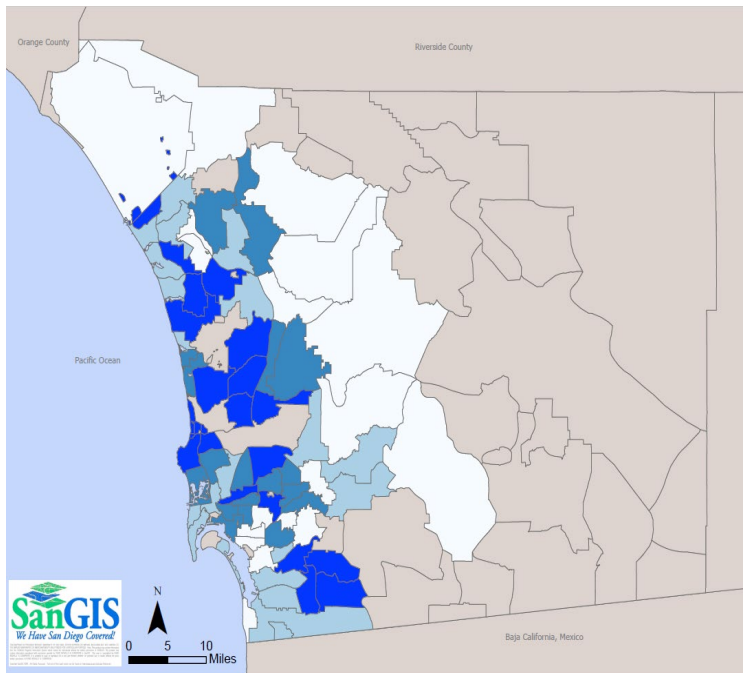 Orange County
Riverside County
Pacific Ocean
SanGIS
We Have San Diego Covered!
N
0 5 10
Miles
Baja California, Mexico